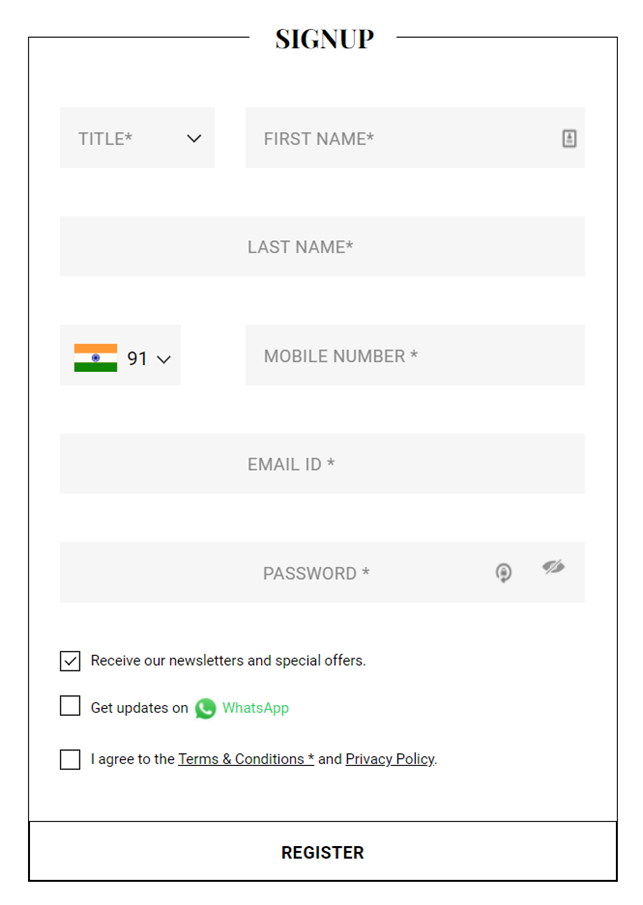 SIGNUP
TITLE* FIRST NAME*
LAST NAME*
91 MOBILE NUMBER *
EMAIL ID *
PASSWORD *
Receive our newsletters and special offers.
Get updates on WhatsApp
I agree to the Terms & Conditions * and Privacy Policy.
REGISTER